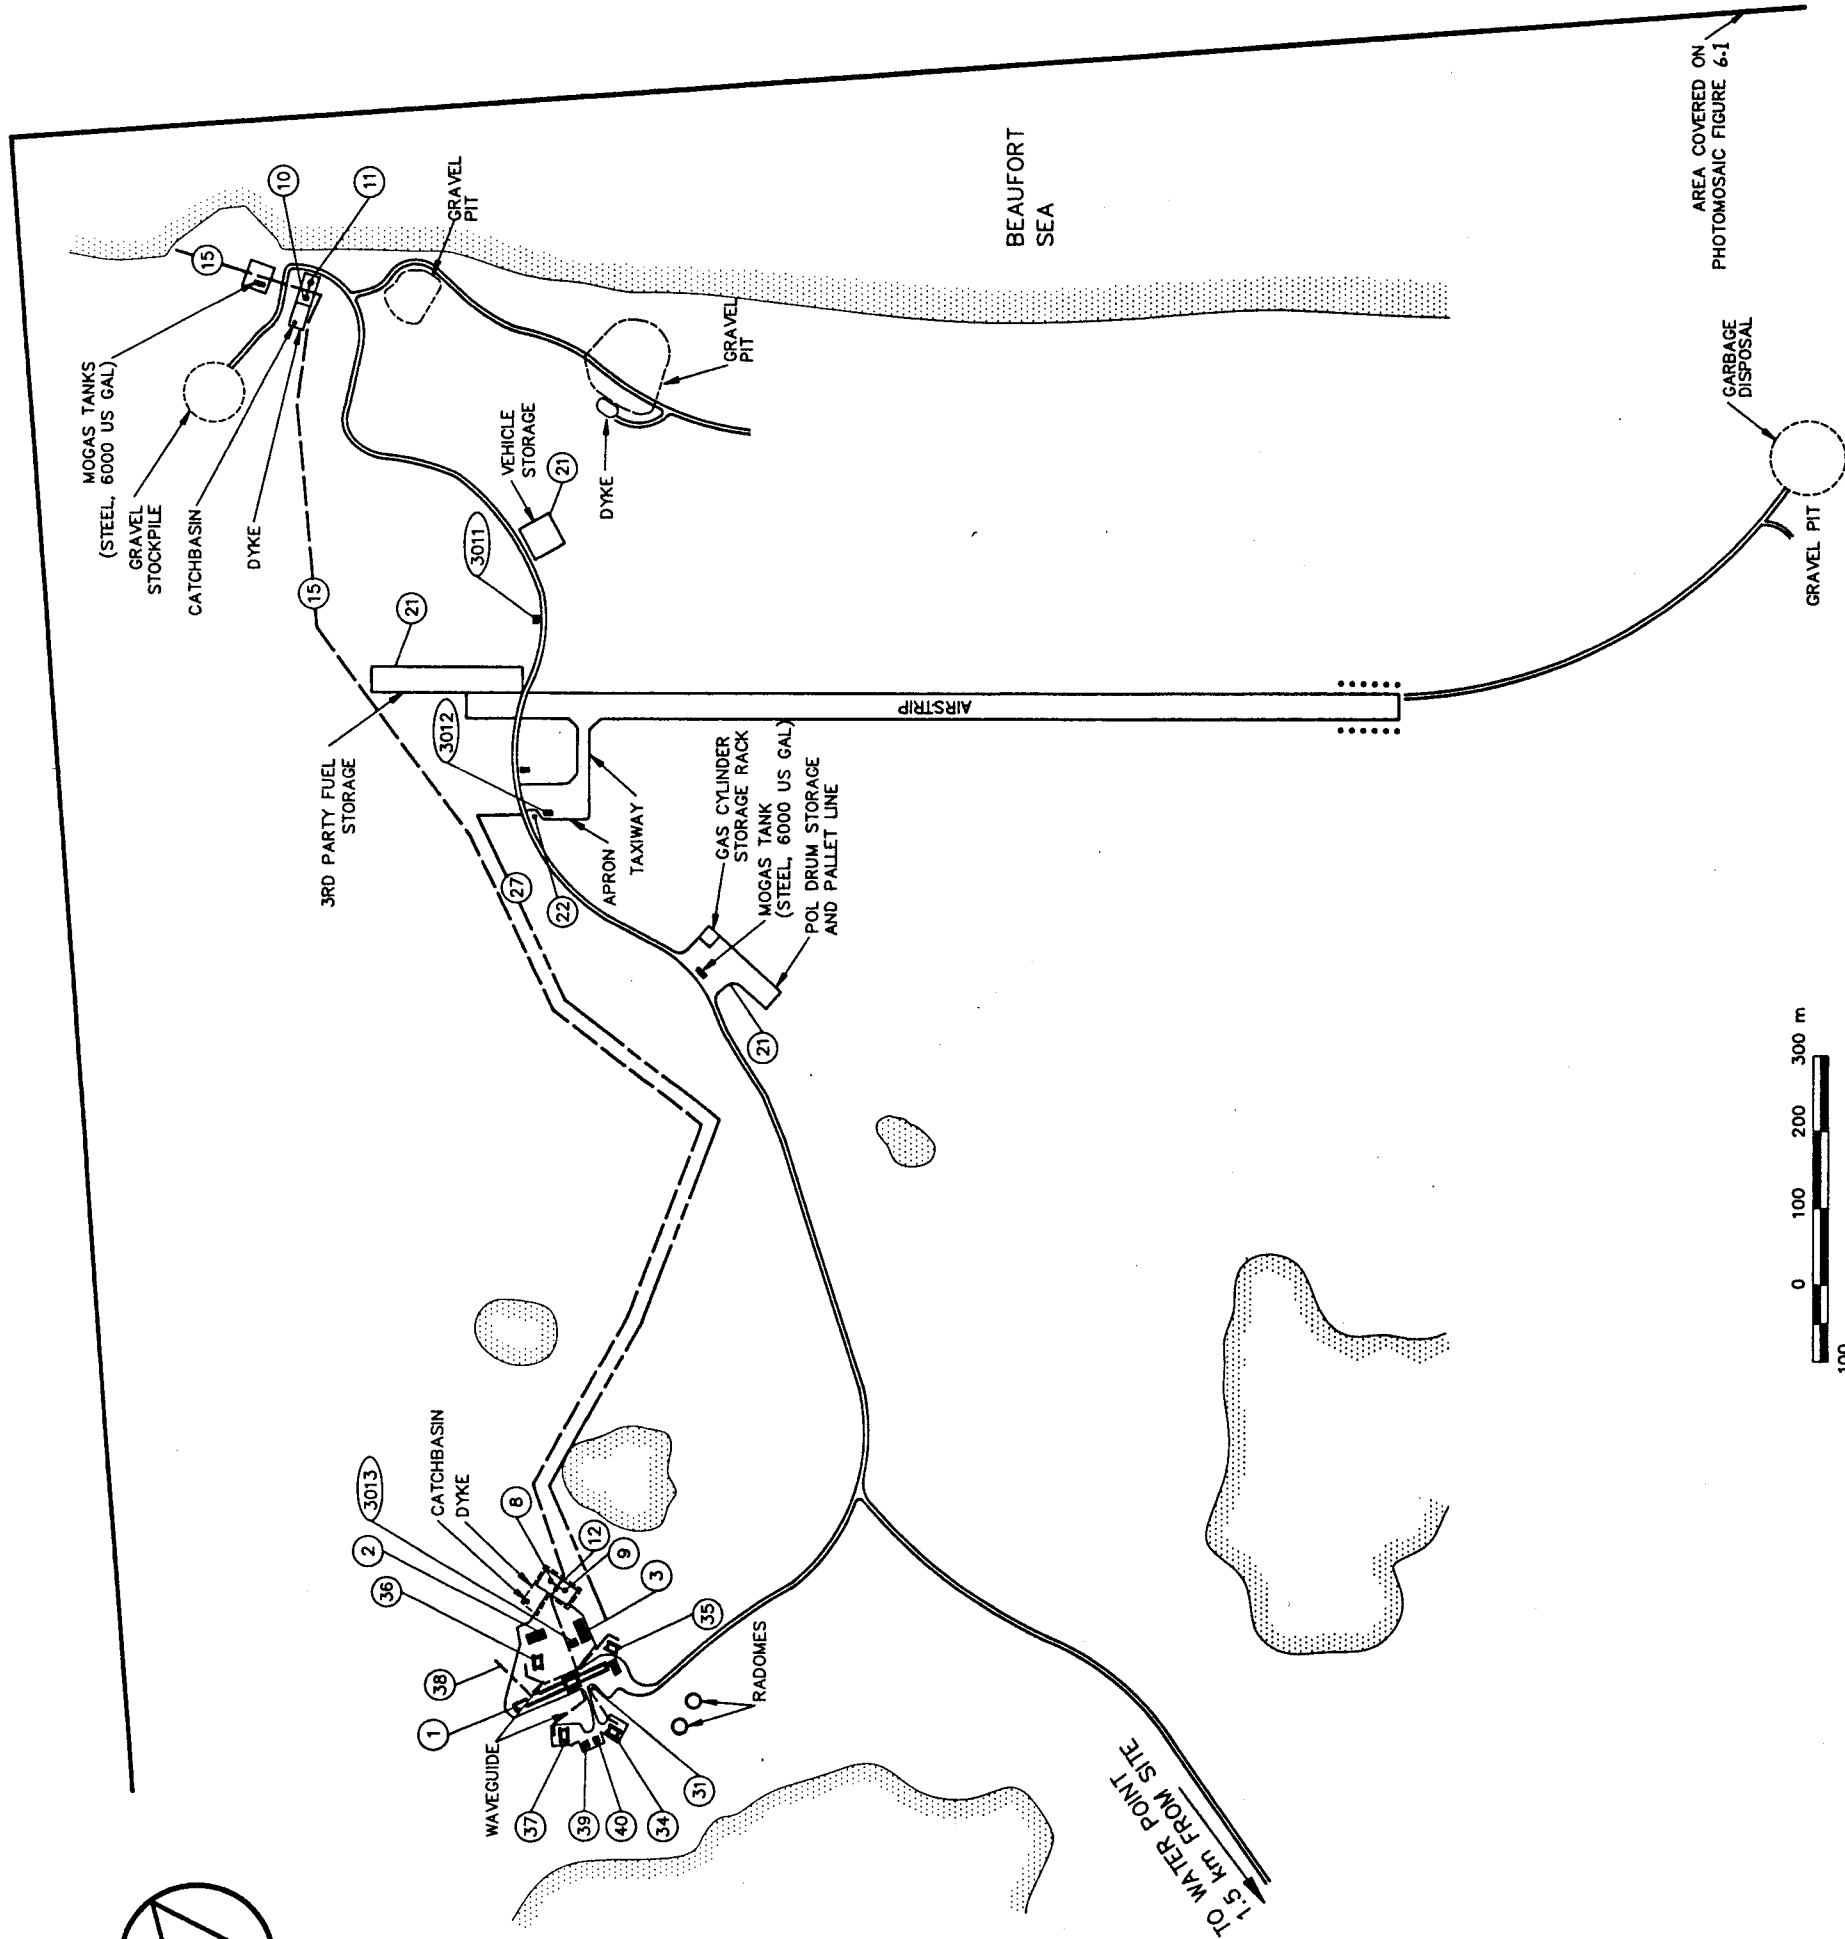 MOGAS TANKS
(STEEL, 6000 US GAL)
GRAVEL
STOCKPILE
CATCHBASIN
DYKE
15
15
10
11
GRAVEL
PIT
GRAVEL
PIT
DYKE
VEHICLE
STORAGE
21
3011
21
3RD PARTY FUEL
STORAGE
3012
AIRSTRIP
TAXIWAY
APRON
27
22
GAS CYLINDER
STORAGE RACK
MOGAS TANK
(STEEL, 6000 US GAL)
POL DRUM STORAGE
AND PALLET LINE
21
BEAUFORT
SEA
AREA COVERED ON
PHOTOMOSAIC FIGURE 6.1
GARBAGE
DISPOSAL
GRAVEL PIT
CATCHBASIN
DYKE
3013
2
36
38
1
8
12
9
3
35
WAVEGUIDE
37
39
40
34
31
RADOMES
TO WATER POINT
1.5 km FROM SITE
100
0
100
200
300 m